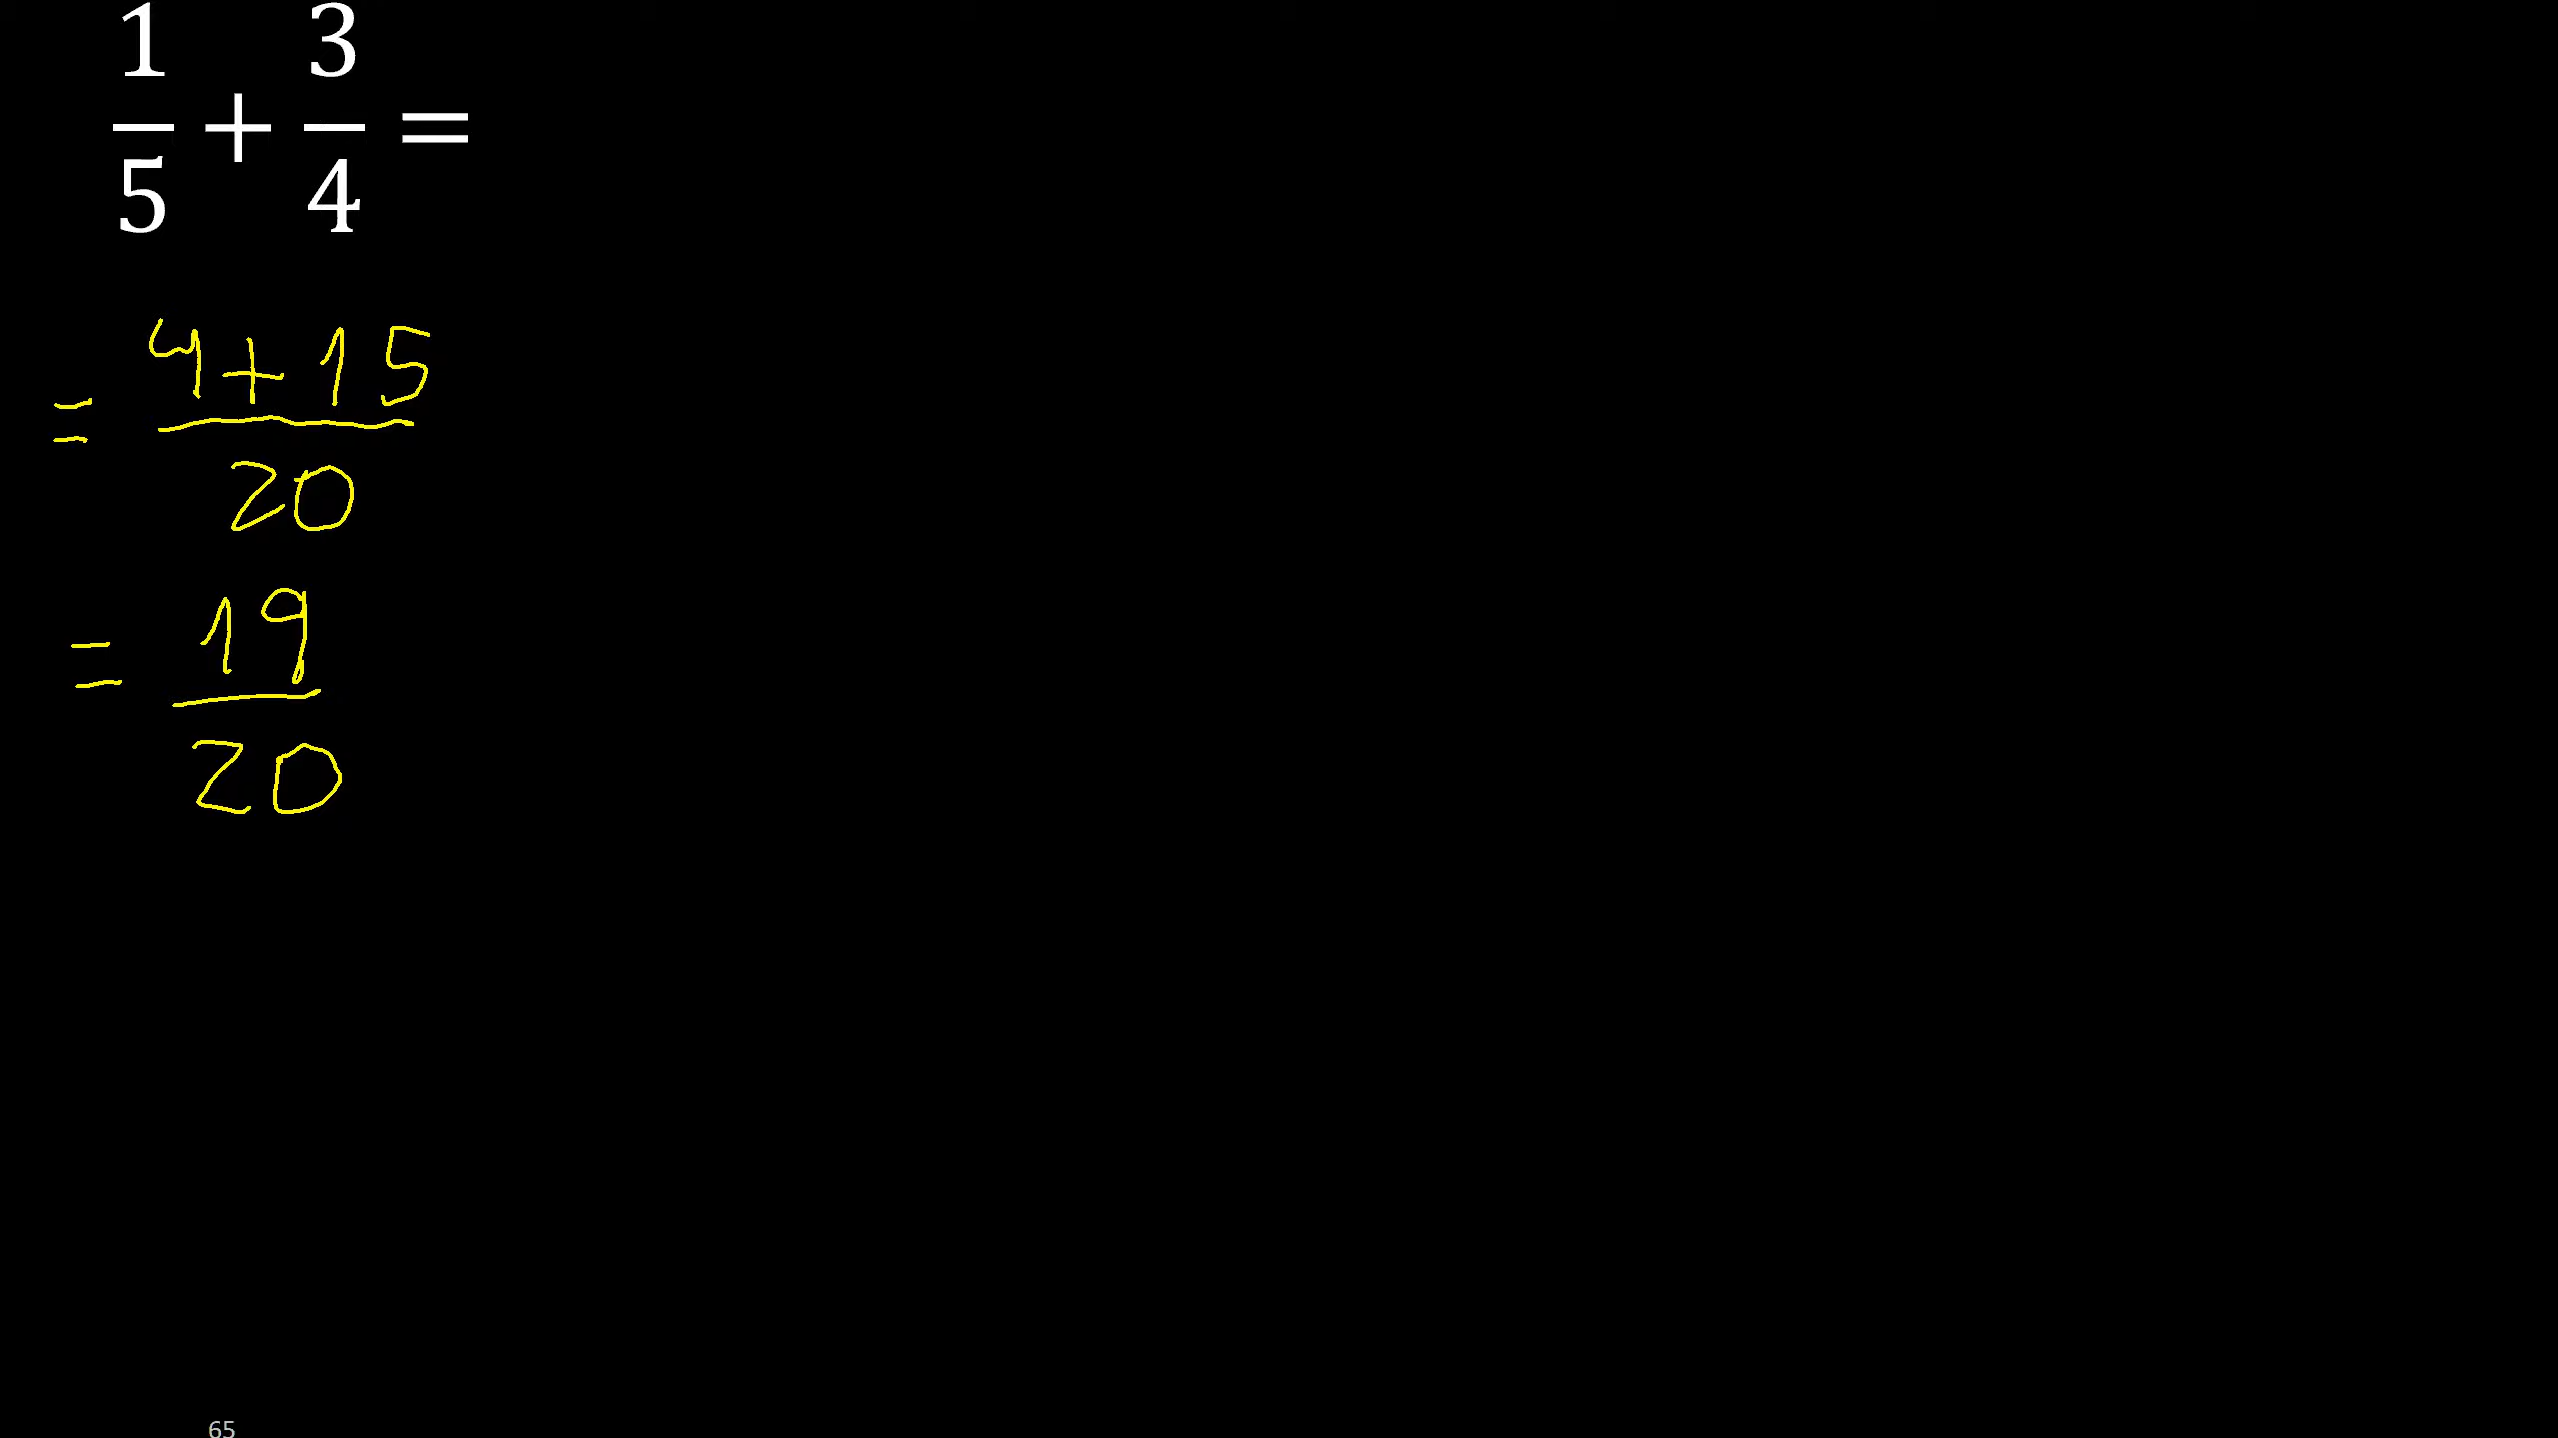 1/5 + 3/4 =
= 4+15/20
= 19/20
65